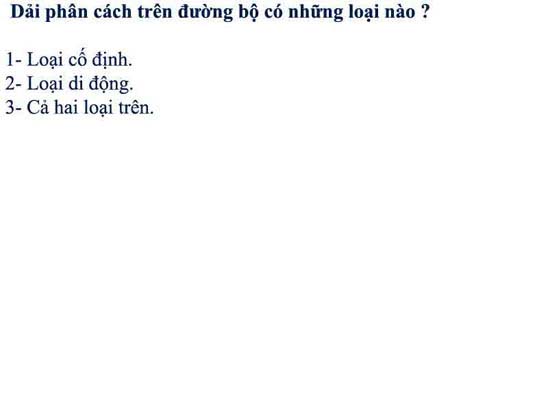 Dải phân cách trên đường bộ có những loại nào ?
1- Loại cố định.
2- Loại di động.
3- Cả hai loại trên.